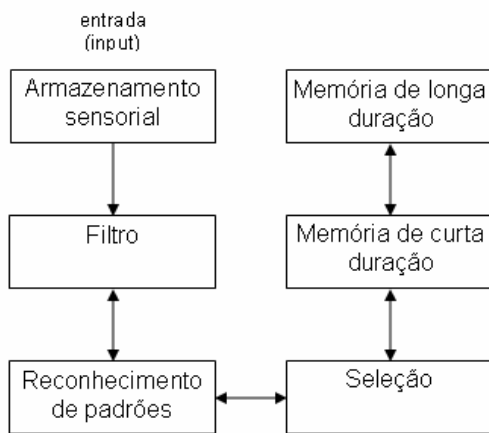 entrada
(input)
Armazenamento
sensorial
Filtro
Reconhecimento
de padrões
Seleção
Memória de curta
duração
Memória de longa
duração